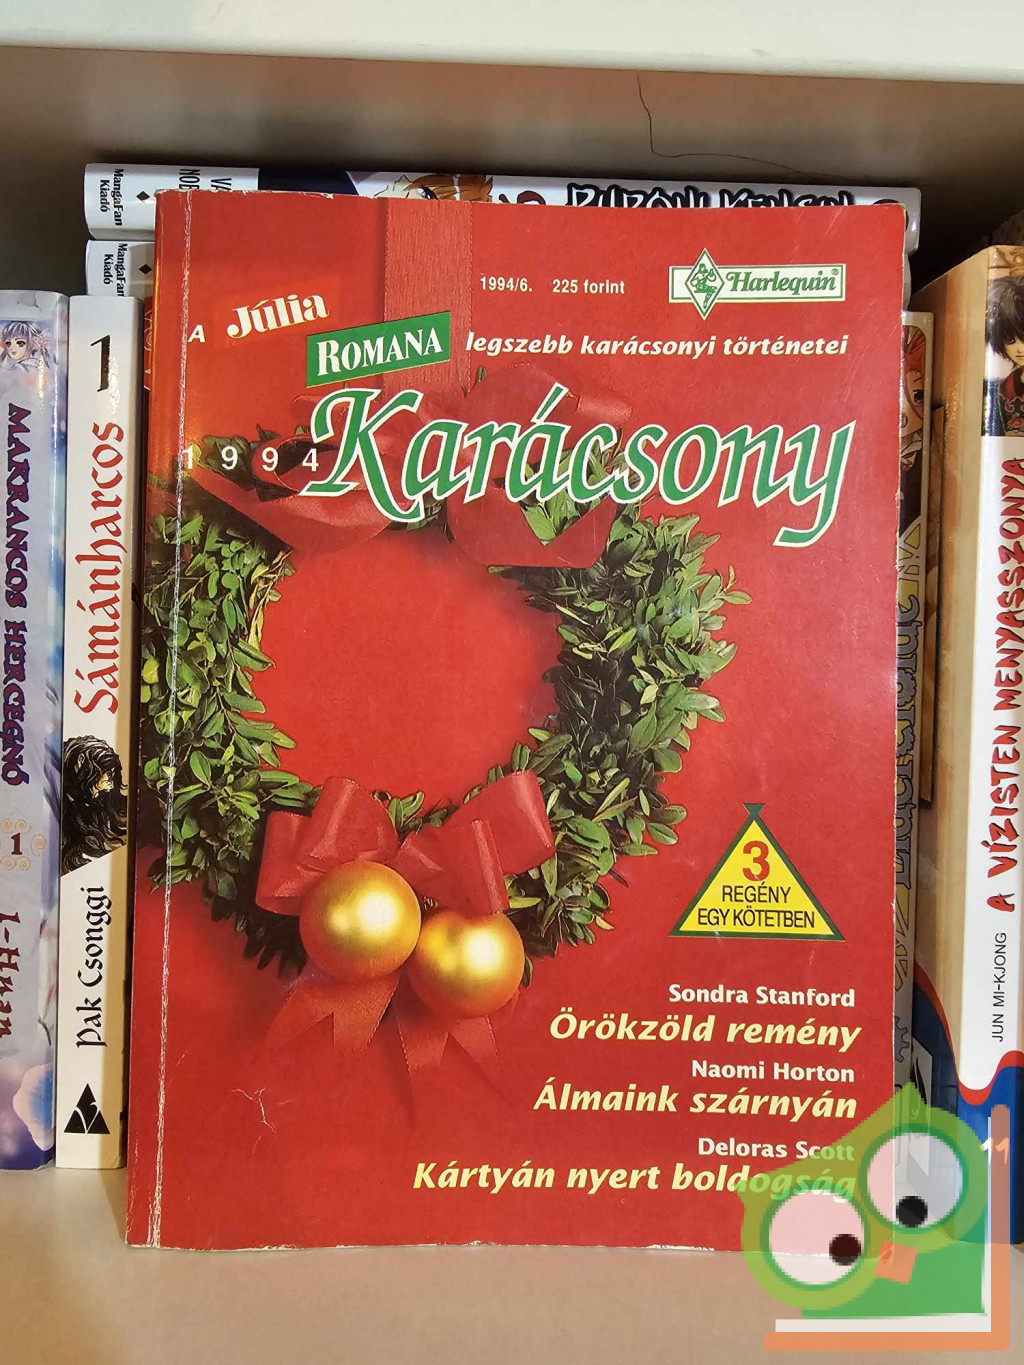 MangaFan
Kiadó
MangaFan
Kiadó
1994/6. 225 forint
Harlequin®
A Júlia
ROMANA legszebb karácsonyi történetei
1994 Karácsony
3
REGÉNY
EGY KÖTETBEN
Sondra Stanford
Örökzöld remény
Naomi Horton
Álmaink szárnyán
Deloras Scott
Kártyán nyert boldogság
MAKRANCOS HERCEGNŐ
1
I-Huan
1
Sámánharcos
Pak Csonggi
A VÍZISTEN MENYASSZONYA
JUN MI-KJONG
1